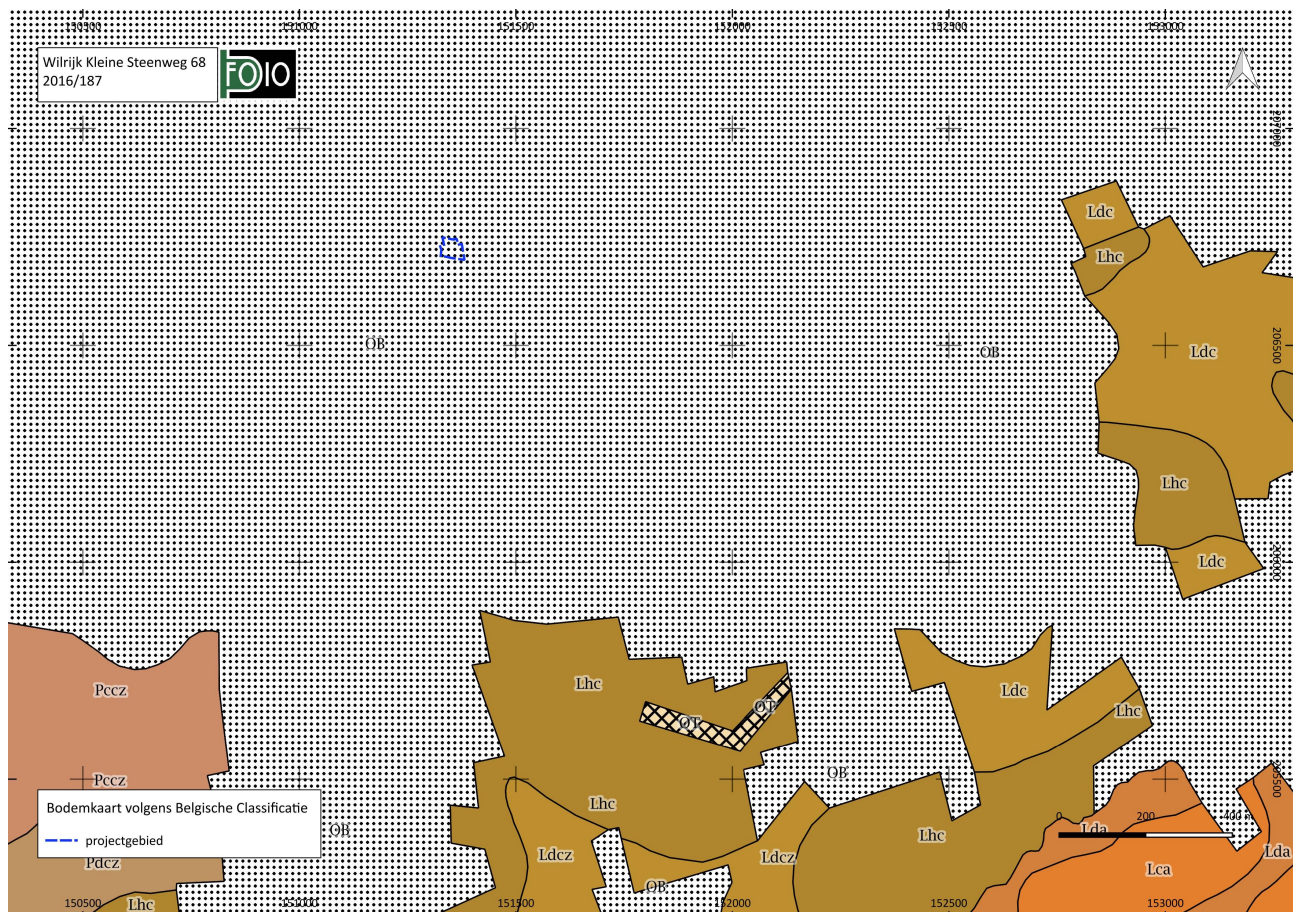 150500
151000
151500
152000
152500
153000
Wilrijk Kleine Steenweg 68
2016/187
FODIO
207000
Ldc
Lhc
OB
OB
206500
Ldc
Lhc
206000
Ldc
Pccz
Lhc
OT
OT
Ldc
Lhc
Pccz
OB
205500
Bodemkaart volgens Belgische Classificatie
projectgebied
OB
Lhc
Lhc
0
200
400 m
Lda
Lda
Pdcz
Ldcz
Ldcz
Lca
OB
Lhc
150500
151000
151500
152000
152500
153000